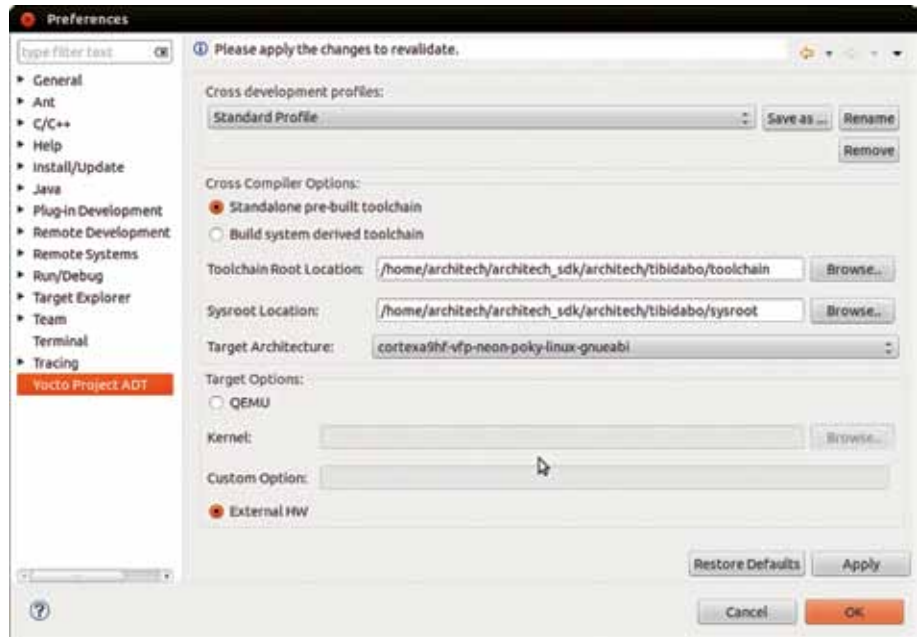 Preferences
type filter text
General
Ant
C/C++
Help
Install/Update
Java
Plug-in Development
Remote Development
Remote Systems
Run/Debug
Target Explorer
Team
Terminal
Tracing
Yocto Project ADT
Please apply the changes to revalidate.
Cross development profiles:
Standard Profile
Save as ...
Rename
Remove
Cross Compiler Options:
Standalone pre-built toolchain
Build system derived toolchain
Toolchain Root Location: /home/architech/architech_sdk/architech/tibidabo/toolchain Browse..
Sysroot Location: /home/architech/architech_sdk/architech/tibidabo/sysroot Browse..
Target Architecture: cortexa9hf-vfp-neon-poky-linux-gnueabi
Target Options:
QEMU
Kernel: Browse..
Custom Option:
External HW
Restore Defaults Apply
Cancel OK